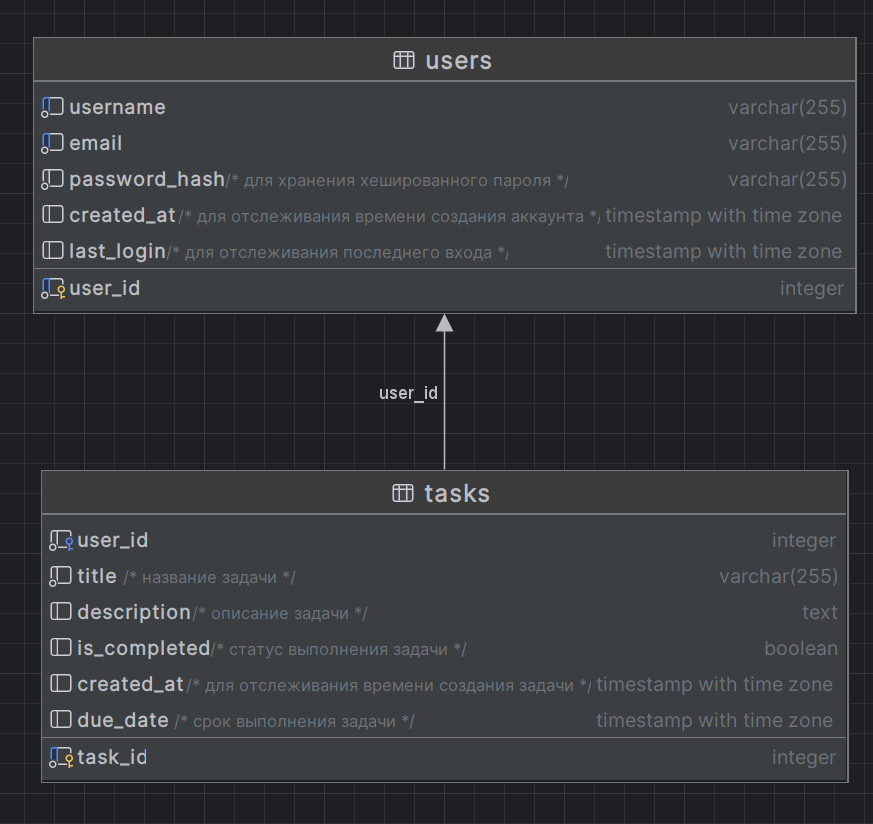 users
username varchar(255)
email varchar(255)
password_hash /* для хранения хешированного пароля */ varchar(255)
created_at /* для отслеживания времени создания аккаунта */ timestamp with time zone
last_login /* для отслеживания последнего входа */ timestamp with time zone
user_id integer
user_id
tasks
user_id integer
title /* название задачи */ varchar(255)
description /* описание задачи */ text
is_completed /* статус выполнения задачи */ boolean
created_at /* для отслеживания времени создания задачи */ timestamp with time zone
due_date /* срок выполнения задачи */ timestamp with time zone
task_id integer